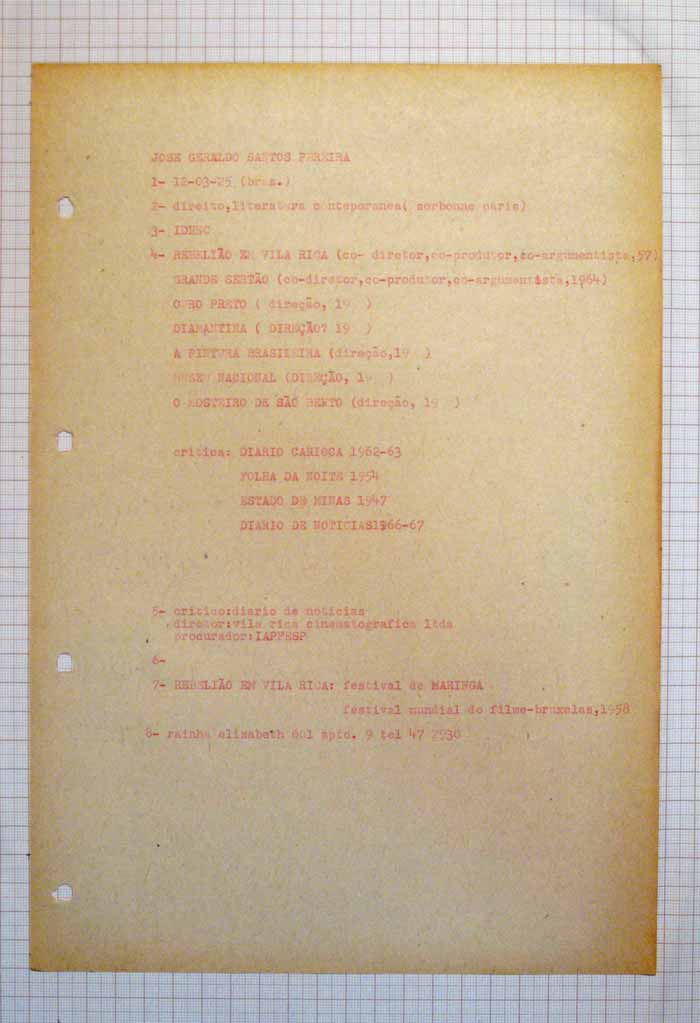 JOSE GERALDO SANTOS PEREIRA
1- 12-03-25 (bras.)
2- direito,literatura conteporanea( sorbonne paris)
3- IDHEC
4- REBELIÃO EM VILA RICA (co- diretor,co-produtor,co-argumentista,57)
GRANDE SERTÃO (co-diretor,co-produtor,co-argumentista,1964)
OURO PRETO ( direção, 19 )
DIAMANTINA ( DIREÇÃO? 19 )
A PINTURA BRASILEIRA (direção,19 )
MUSEU NACIONAL (DIREÇÃO, 19 )
O MOSTEIRO DE SÃO BENTO (direção, 19 )
critica: DIARIO CARIOCA 1962-63
FOLHA DA NOITE 1954
ESTADO DE MINAS 1947
DIARIO DE NOTICIAS1966-67
5- critico:diario de noticias
diretor:vila rica cinematografica ltda
procurador:IAPFESP
6-
7- REBELIÃO EM VILA RICA: festival de MARINGA
festival mundial do filme-bruxelas,1958
8- rainha elizabeth 601 apto. 9 tel 47 2930